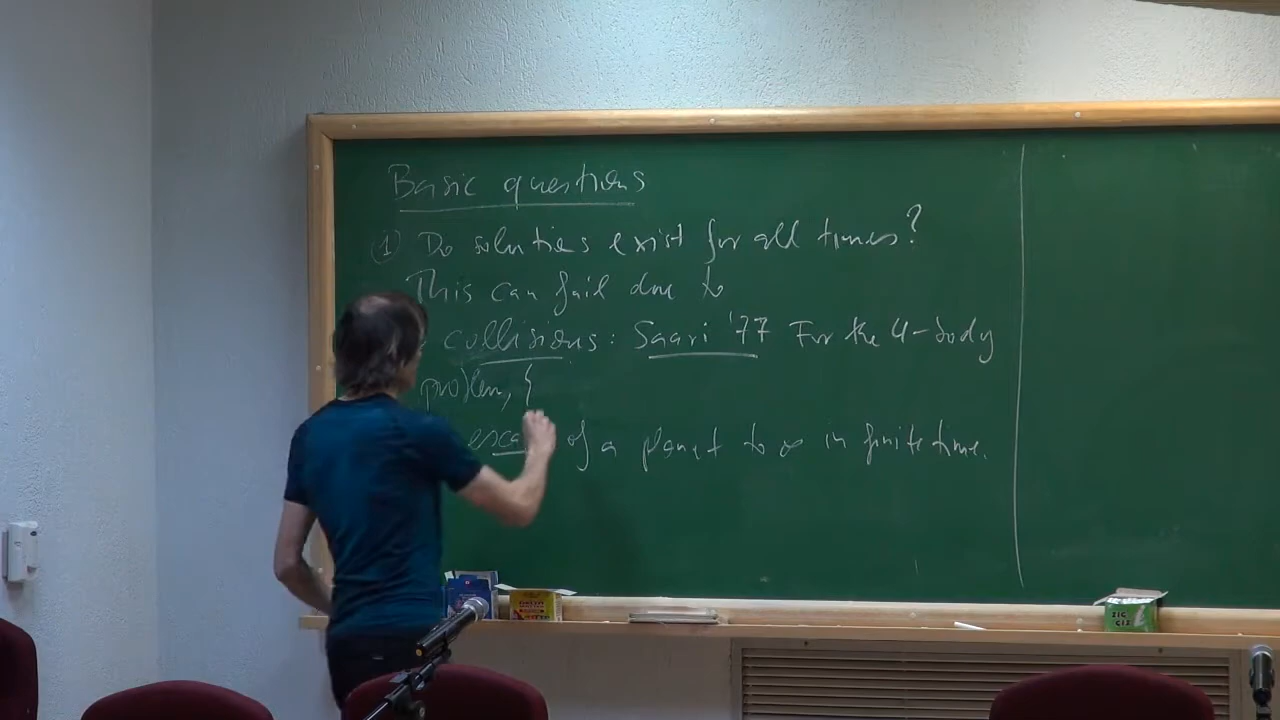 Basic questions
① Do solutions exist for all times?
This can fail due to
collisions: Saari '77 For the 4-body
problem, {
esca of a planet to ∞ in finite time.